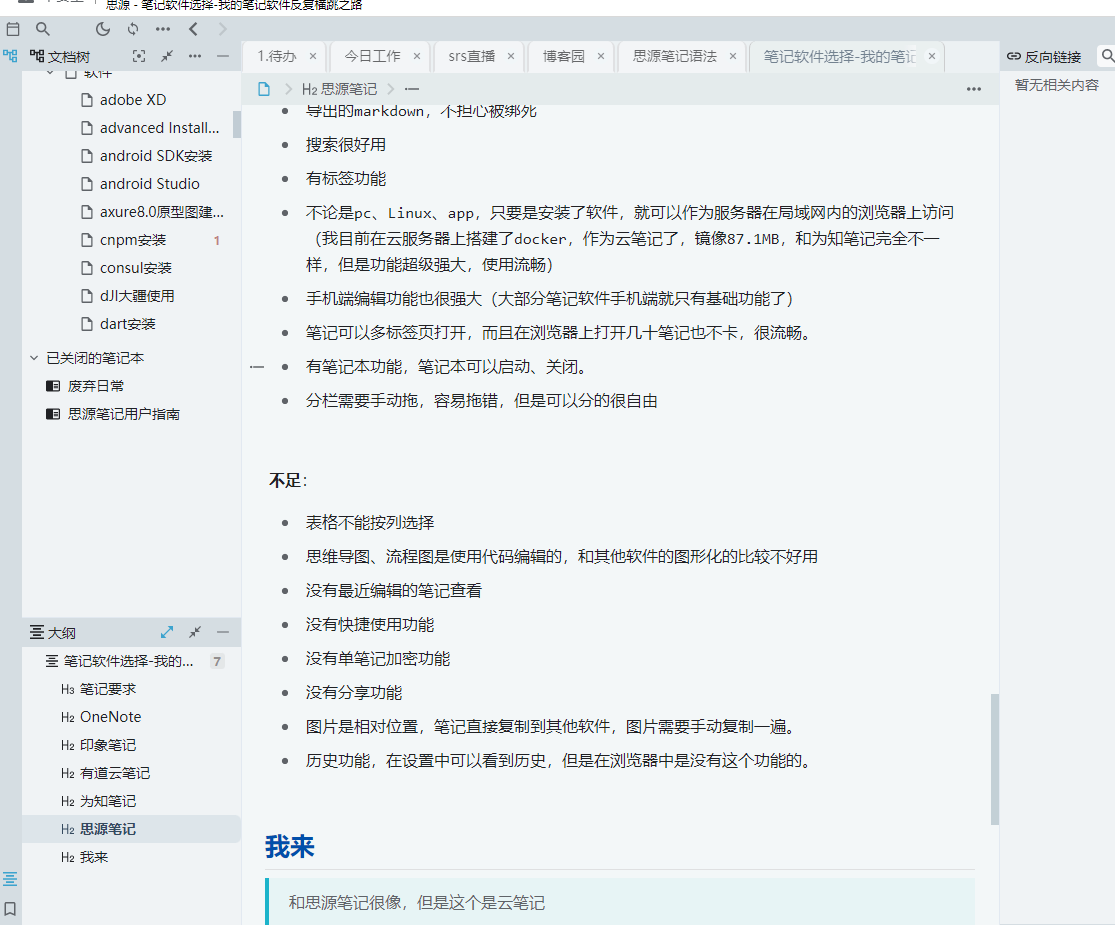 思源 - 笔记软件选择-我的笔记软件反复横跳之路
文档树
软件
adobe XD
advanced Install...
android SDK安装
android Studio
axure8.0原型图建...
cnpm安装 1
consul安装
dJI大疆使用
dart安装
已关闭的笔记本
废弃日常
思源笔记用户指南
大纲
笔记软件选择-我的... 7
H3 笔记要求
H2 OneNote
H2 印象笔记
H2 有道云笔记
H2 为知笔记
H2 思源笔记
H2 我来
1.待办 × 今日工作 × srs直播 × 博客园 × 思源笔记语法 × 笔记软件选择-我的笔记 ×
H2 思源笔记
导出的markdown，不担心被绑死
搜索很好用
有标签功能
不论是pc、Linux、app，只要是安装了软件，就可以作为服务器在局域网内的浏览器上访问
（我目前在云服务器上搭建了docker，作为云笔记了，镜像87.1MB，和为知笔记完全不一
样，但是功能超级强大，使用流畅）
手机端编辑功能也很强大（大部分笔记软件手机端就只有基础功能了）
笔记可以多标签页打开，而且在浏览器上打开几十笔记也不卡，很流畅。
有笔记本功能，笔记本可以启动、关闭。
分栏需要手动拖，容易拖错，但是可以分的很自由
不足：
表格不能按列选择
思维导图、流程图是使用代码编辑的，和其他软件的图形化的比较不好用
没有最近编辑的笔记查看
没有快捷使用功能
没有单笔记加密功能
没有分享功能
图片是相对位置，笔记直接复制到其他软件，图片需要手动复制一遍。
历史功能，在设置中可以看到历史，但是在浏览器中是没有这个功能的。
我来
和思源笔记很像，但是这个是云笔记
反向链接
暂无相关内容